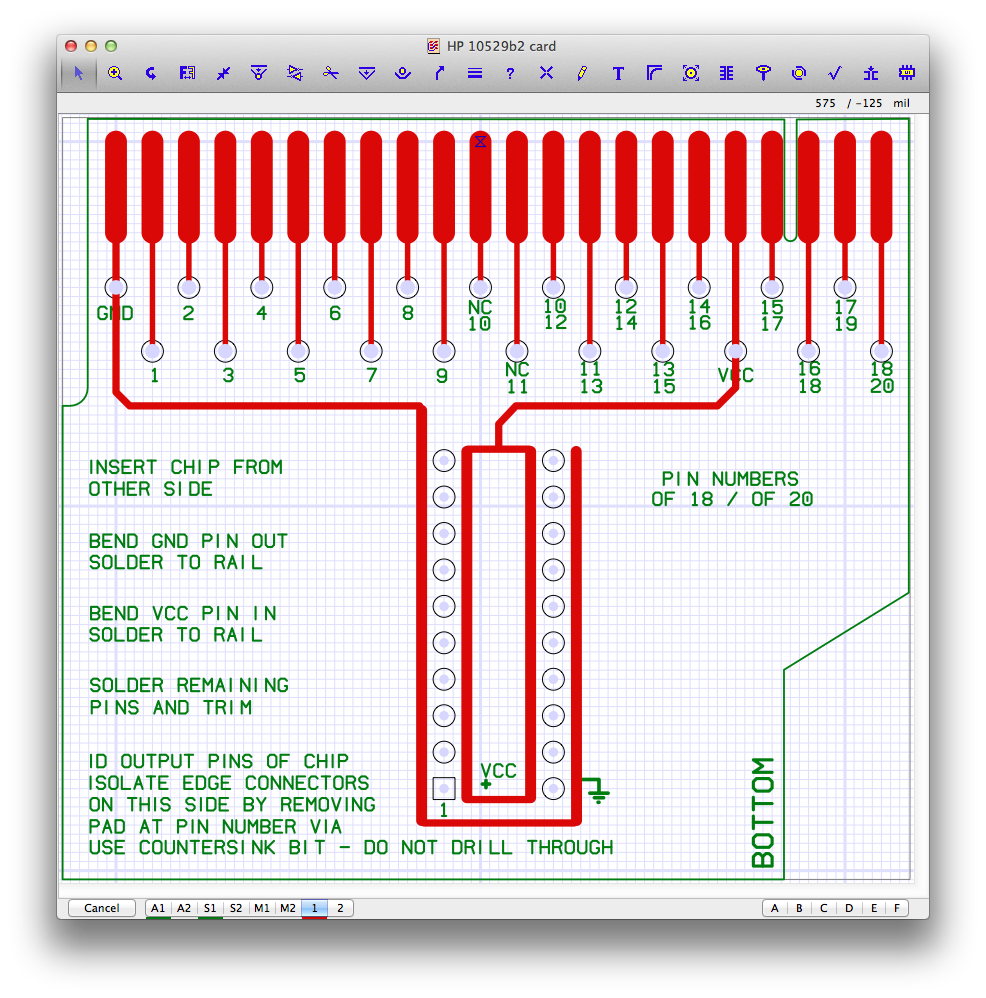 HP 10529b2 card
575 / -125 mil
GND 2 4 6 8 NC 10 12 14 15 17
10 12 14 16 17 19
1 3 5 7 9 NC 11 13 VCC 16 18
11 13 15 18 20
INSERT CHIP FROM
OTHER SIDE
PIN NUMBERS
OF 18 / OF 20
BEND GND PIN OUT
SOLDER TO RAIL
BEND VCC PIN IN
SOLDER TO RAIL
SOLDER REMAINING
PINS AND TRIM
ID OUTPUT PINS OF CHIP
ISOLATE EDGE CONNECTORS
ON THIS SIDE BY REMOVING
PAD AT PIN NUMBER VIA
USE COUNTERSINK BIT - DO NOT DRILL THROUGH
VCC
+
1
BOTTOM
Cancel A1 A2 S1 S2 M1 M2 1 2 A B C D E F